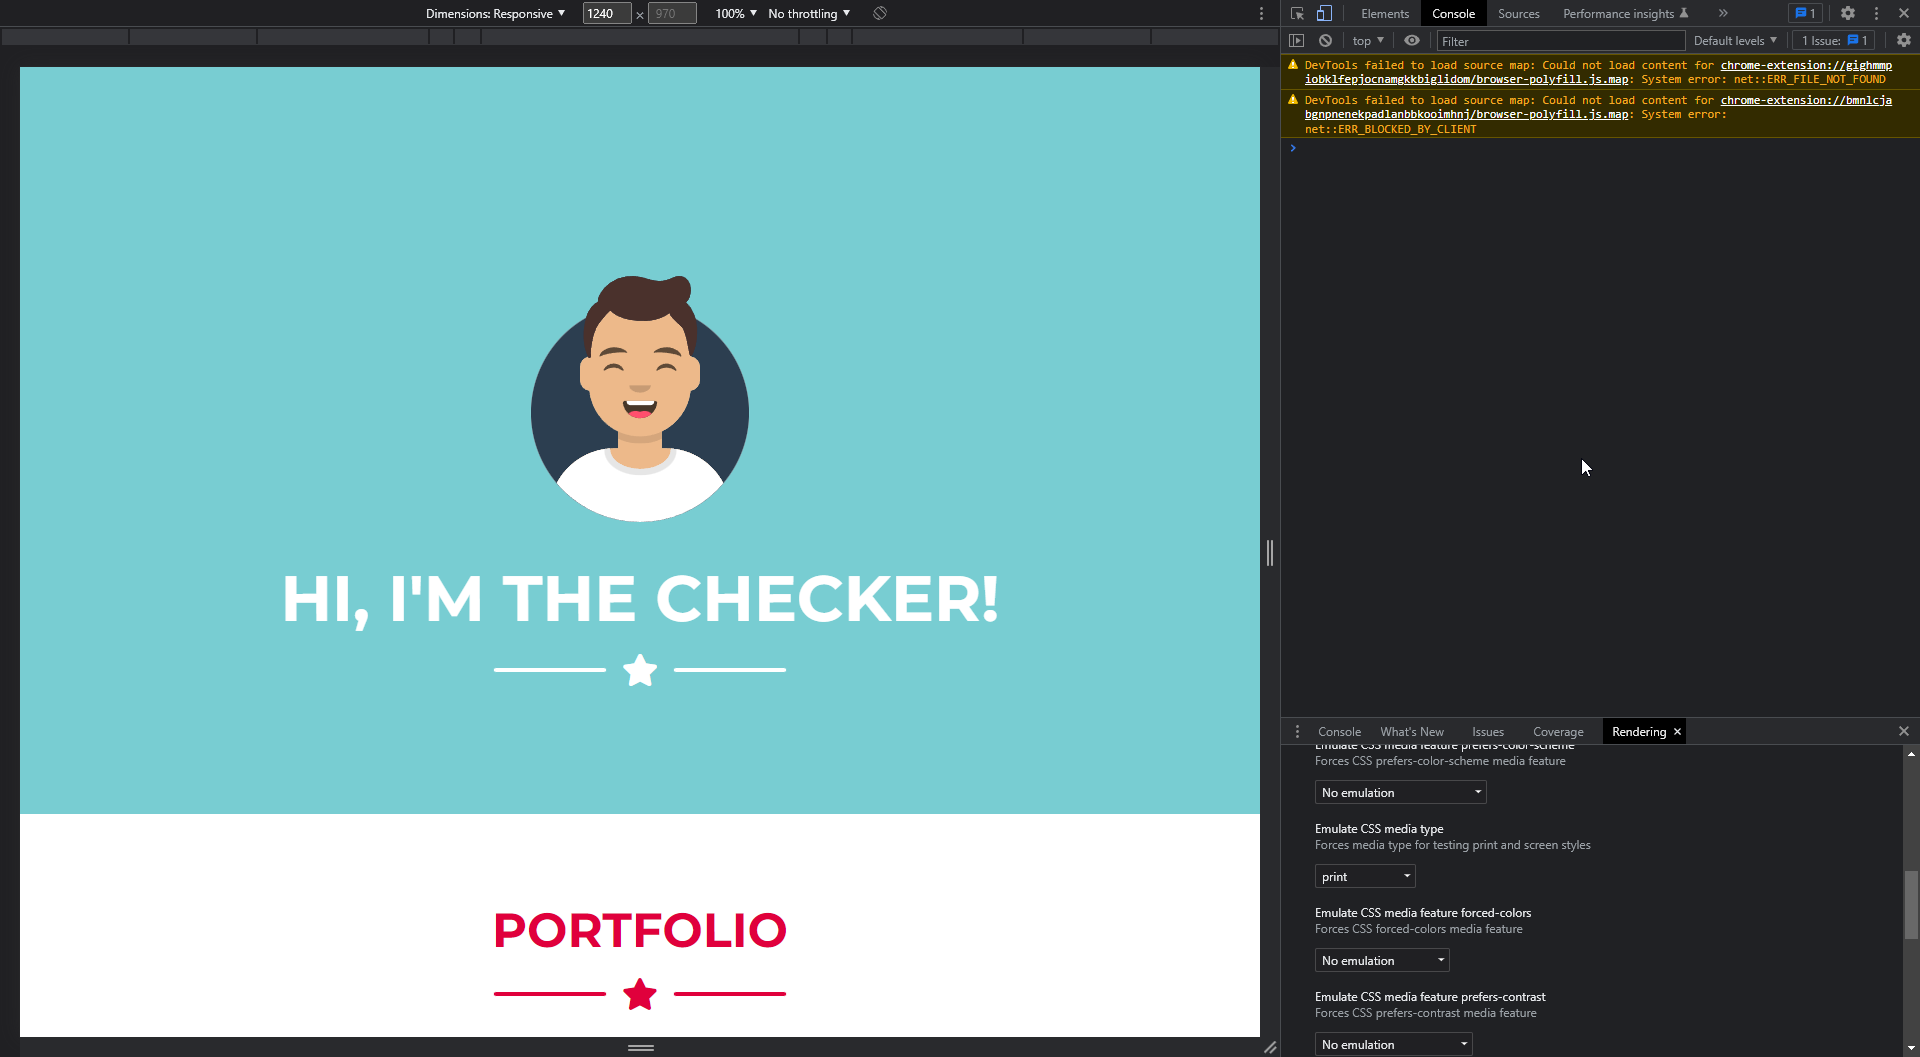 Dimensions: Responsive ▼ 1240 × 970 100% ▼ No throttling ▼
Elements Console Sources Performance insights » 1
top ▼ Filter Default levels ▼ 1 Issue: 1
DevTools failed to load source map: Could not load content for chrome-extension://gighmmp
iobklfepjocnamgkkbiglidom/browser-polyfill.js.map: System error: net::ERR_FILE_NOT_FOUND
DevTools failed to load source map: Could not load content for chrome-extension://bmnlcja
bgnpnenekpadlanbbkooimhnj/browser-polyfill.js.map: System error:
net::ERR_BLOCKED_BY_CLIENT
HI, I'M THE CHECKER!
PORTFOLIO
Console What's New Issues Coverage Rendering ×
Emulate CSS media feature prefers-color-scheme
Forces CSS prefers-color-scheme media feature
No emulation
Emulate CSS media type
Forces media type for testing print and screen styles
print
Emulate CSS media feature forced-colors
Forces CSS forced-colors media feature
No emulation
Emulate CSS media feature prefers-contrast
Forces CSS prefers-contrast media feature
No emulation